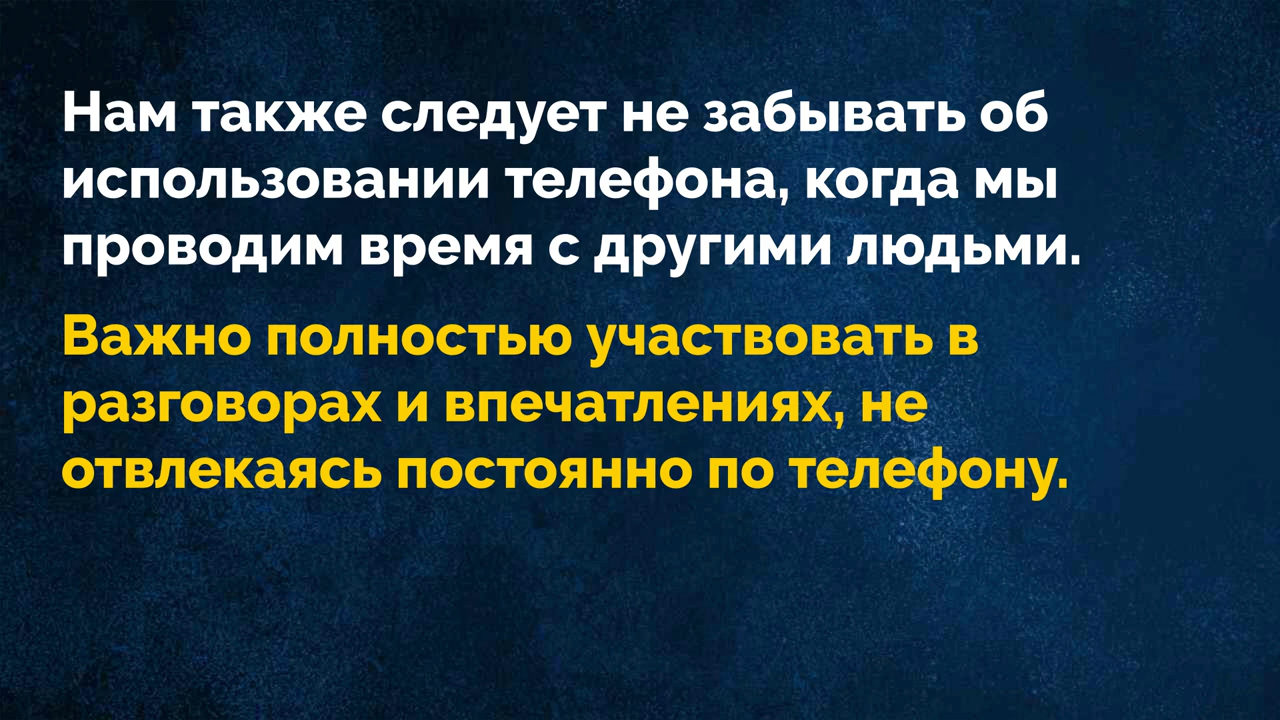 Нам также следует не забывать об
использовании телефона, когда мы
проводим время с другими людьми.
Важно полностью участвовать в
разговорах и впечатлениях, не
отвлекаясь постоянно по телефону.